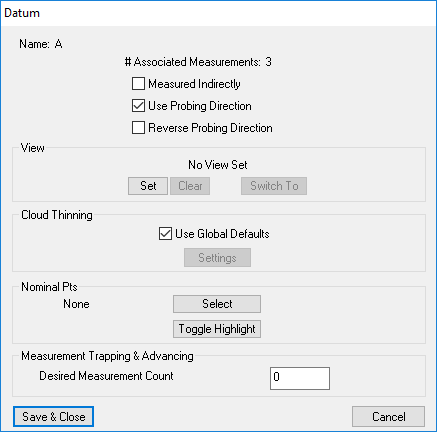 Datum
Name: A
# Associated Measurements: 3
Measured Indirectly
Use Probing Direction
Reverse Probing Direction
View
No View Set
Set Clear Switch To
Cloud Thinning
Use Global Defaults
Settings
Nominal Pts
None Select
Toggle Highlight
Measurement Trapping & Advancing
Desired Measurement Count 0
Save & Close Cancel